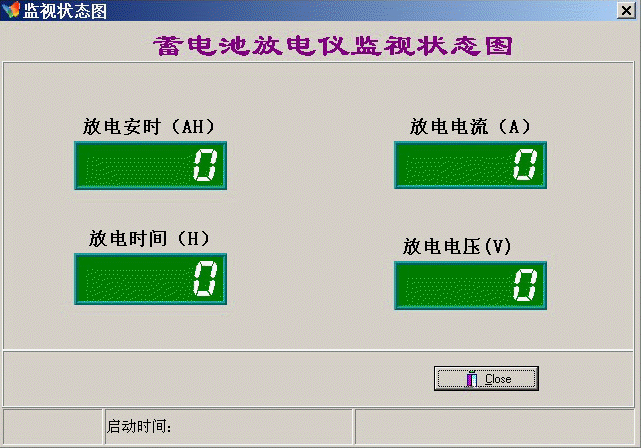 监视状态图
蓄电池放电仪监视状态图
放电安时（AH）
放电电流（A）
0
0
放电时间（H）
放电电压(V)
0
0
Close
启动时间: